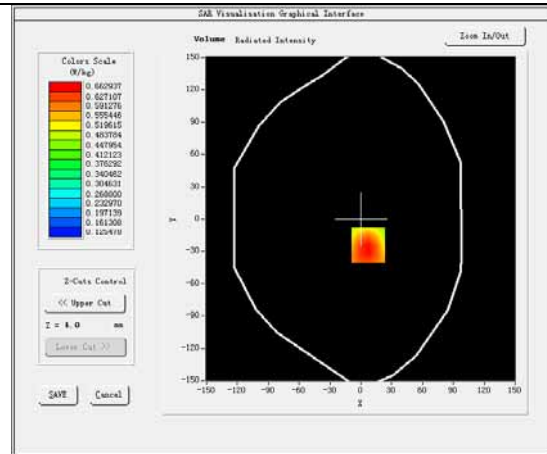 SAR Visualisation Graphical Interface
Volume Radiated Intensity
Zoom In/Out
Colors Scale
(W/kg)
0.662937
0.627107
0.591276
0.555446
0.519615
0.483784
0.447954
0.412123
0.376292
0.340462
0.304631
0.268800
0.232970
0.197139
0.161308
0.125478
Z-Cuts Control
<< Upper Cut
Z = 4.0 mm
Lower Cut >>
SAVE Cancel
Y
150
120
90
60
30
0
-30
-60
-90
-120
-150
-150 -120 -90 -60 -30 0 30 60 90 120 150
X